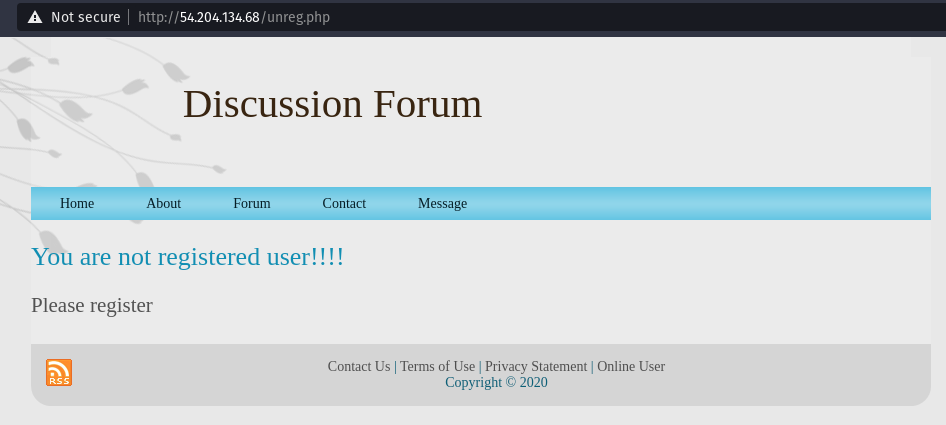 Not secure | http://54.204.134.68/unreg.php
Discussion Forum
Home About Forum Contact Message
You are not registered user!!!!
Please register
RSS
Contact Us | Terms of Use | Privacy Statement | Online User
Copyright © 2020